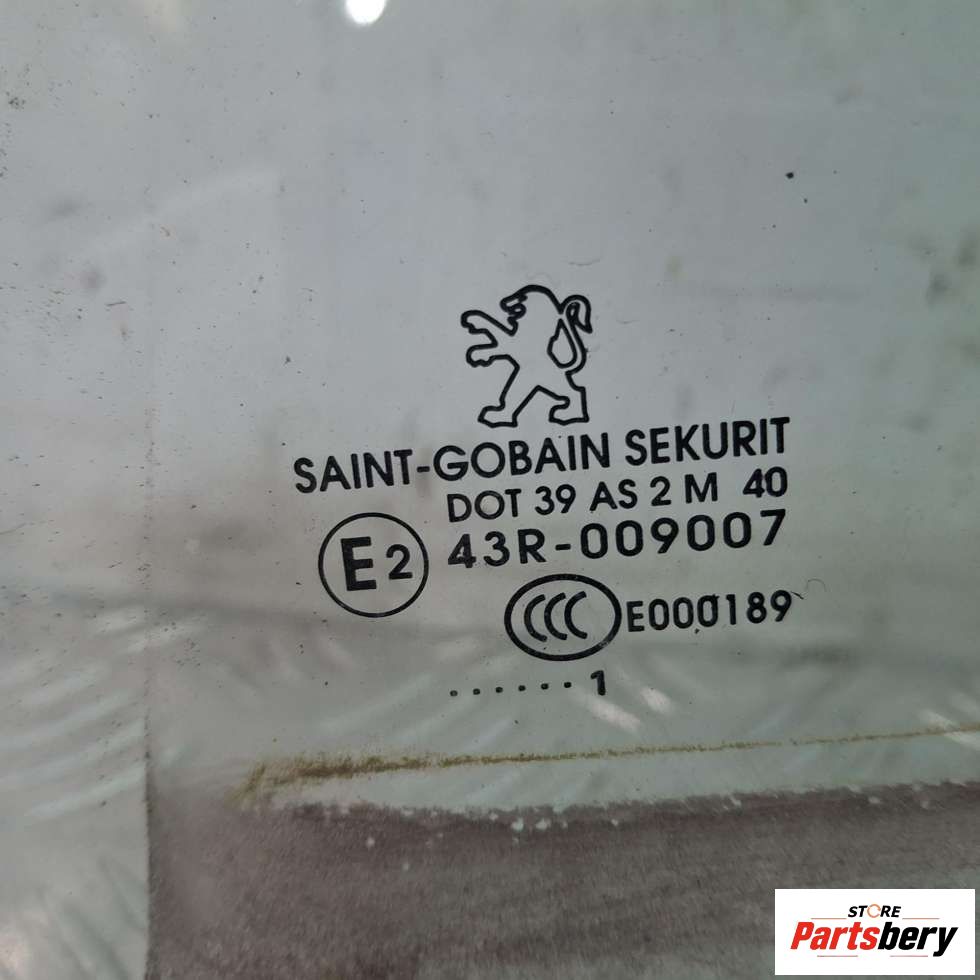 SAINT-GOBAIN SEKURIT
DOT 39 AS 2 M 40
E2 43R-009007
CCC E000189
...... 1
STORE
Partsbery